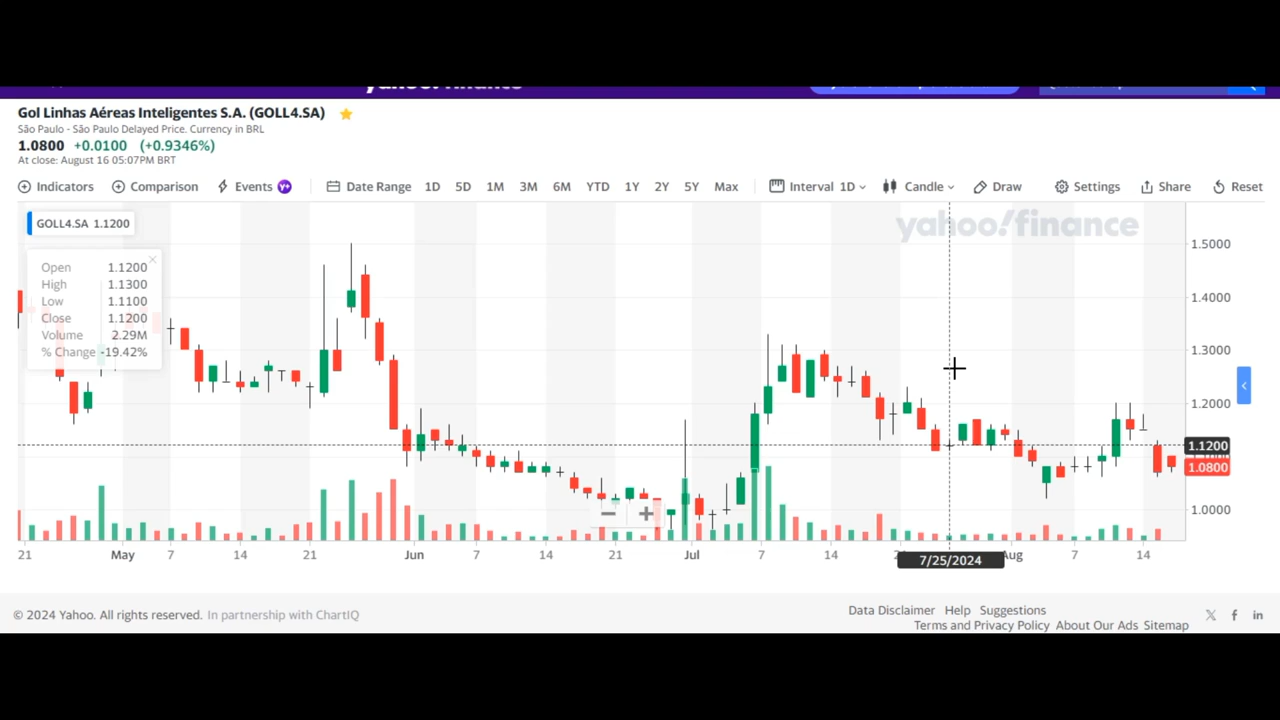 Gol Linhas Aéreas Inteligentes S.A. (GOLL4.SA)
São Paulo - São Paulo Delayed Price. Currency in BRL
1.0800 +0.0100 (+0.9346%)
At close: August 16 05:07PM BRT
Indicators Comparison Events Y+ Date Range 1D 5D 1M 3M 6M YTD 1Y 2Y 5Y Max Interval 1D Candle Draw Settings Share Reset
GOLL4.SA 1.1200
yahoo!finance
Open 1.1200
High 1.1300
Low 1.1100
Close 1.1200
Volume 2.29M
% Change -19.42%
1.5000
1.4000
1.3000
1.2000
1.1200
1.0800
1.0000
21 May 7 14 21 Jun 7 14 21 Jul 7 14 Aug 7 14
7/25/2024
© 2024 Yahoo. All rights reserved. In partnership with ChartIQ
Data Disclaimer Help Suggestions
Terms and Privacy Policy About Our Ads Sitemap